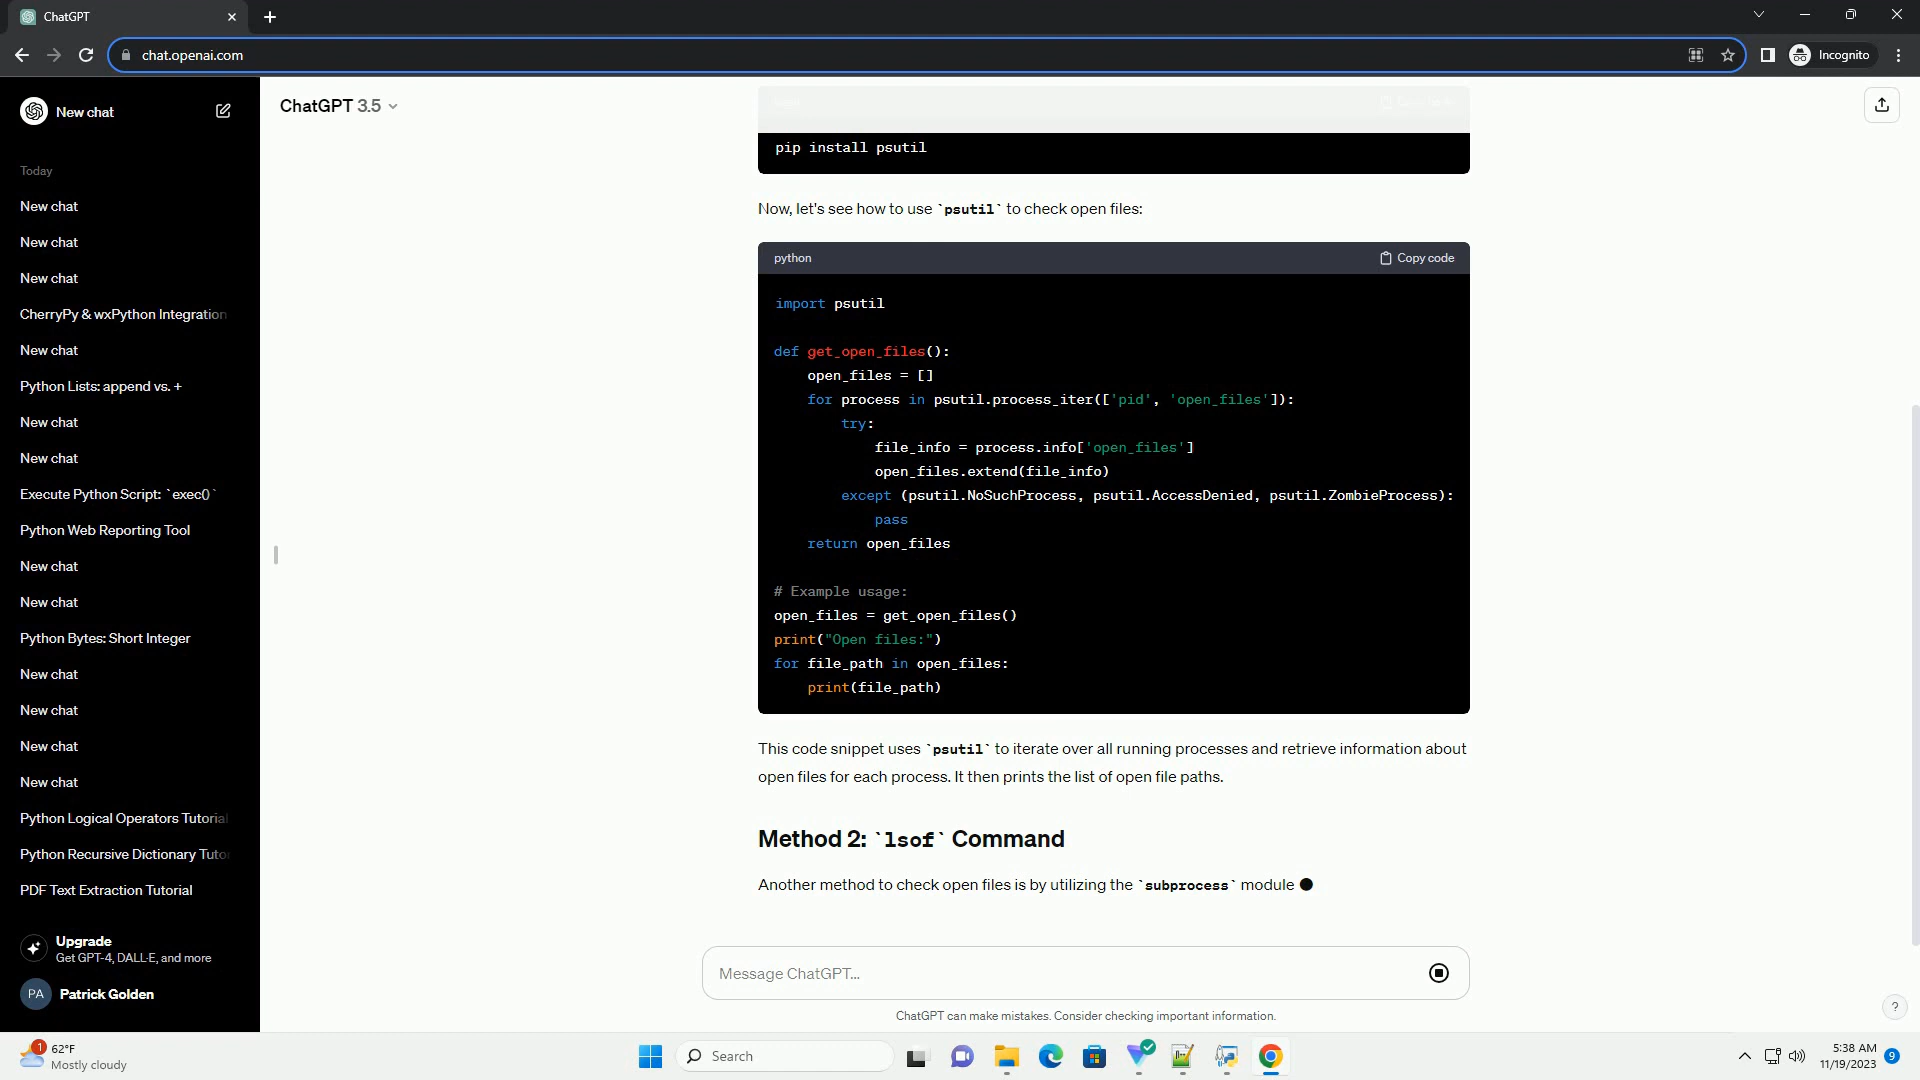 ChatGPT
chat.openai.com
Incognito
New chat
Today
New chat
New chat
New chat
CherryPy & wxPython Integration
New chat
Python Lists: append vs. +
New chat
New chat
Execute Python Script: `exec()`
Python Web Reporting Tool
New chat
New chat
Python Bytes: Short Integer
New chat
New chat
New chat
New chat
Python Logical Operators Tutorial
Python Recursive Dictionary Tuto
PDF Text Extraction Tutorial
Upgrade
Get GPT-4, DALL·E, and more
PA
Patrick Golden
ChatGPT 3.5
pip install psutil
Now, let's see how to use `psutil` to check open files:
python
Copy code
import psutil
def get_open_files():
    open_files = []
    for process in psutil.process_iter(['pid', 'open_files']):
        try:
            file_info = process.info['open_files']
            open_files.extend(file_info)
        except (psutil.NoSuchProcess, psutil.AccessDenied, psutil.ZombieProcess):
            pass
    return open_files
# Example usage:
open_files = get_open_files()
print("Open files:")
for file_path in open_files:
    print(file_path)
This code snippet uses `psutil` to iterate over all running processes and retrieve information about
open files for each process. It then prints the list of open file paths.
Method 2: `lsof` Command
Another method to check open files is by utilizing the `subprocess` module
Message ChatGPT...
ChatGPT can make mistakes. Consider checking important information.
?
1
62°F
Mostly cloudy
Search
5:38 AM
11/19/2023
9